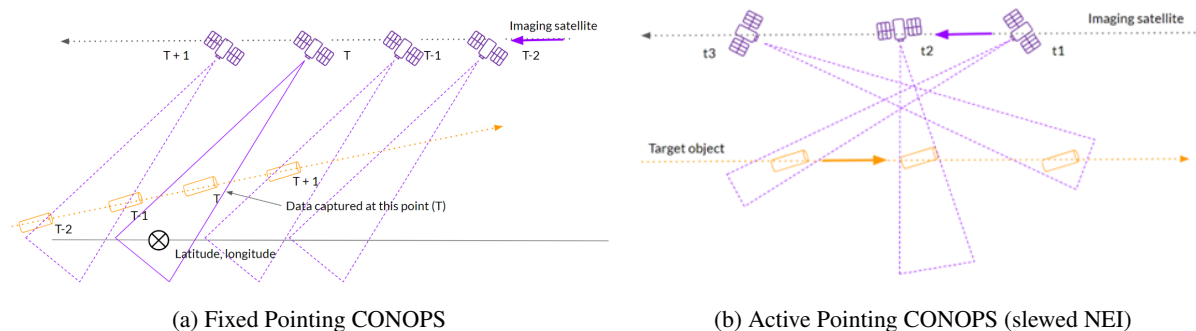 Imaging satellite
T + 1
T
T-1
T-2
T + 1
T
T-1
T-2
Data captured at this point (T)
Latitude, longitude
(a) Fixed Pointing CONOPS
Imaging satellite
t3
t2
t1
Target object
(b) Active Pointing CONOPS (slewed NEI)